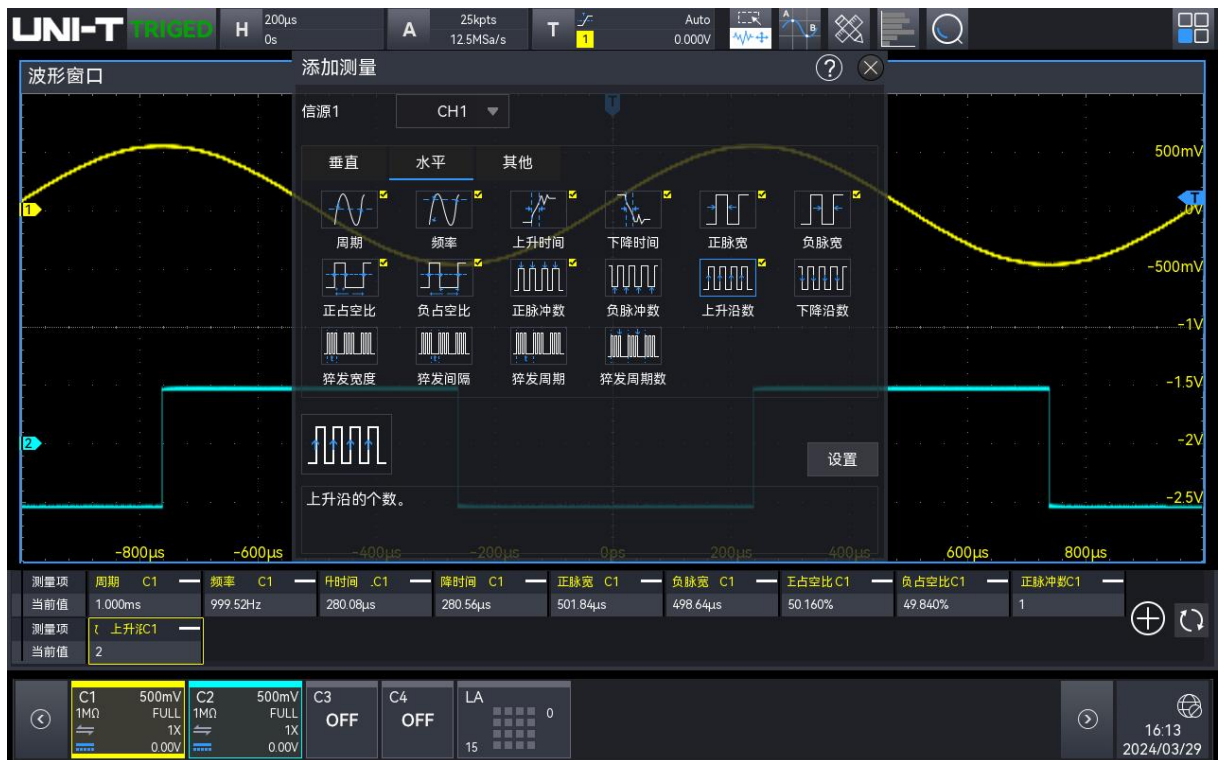 UNI-T TRIGED H 200μs A 25kpts T Auto
0s 12.5MSa/s 1 0.000V
波形窗口 添加测量
信源1 CH1
垂直 水平 其他
500mV
1 T 0V
周期 频率 上升时间 下降时间 正脉宽 负脉宽
-500mV
正占空比 负占空比 正脉冲数 负脉冲数 上升沿数 下降沿数
-1V
猝发宽度 猝发间隔 猝发周期 猝发周期数
-1.5V
2 -2V
设置
上升沿的个数。
-2.5V
-800μs -600μs -400μs -200μs 0ps 200μs 400μs 600μs 800μs
测量项 周期 C1 频率 C1 升时间 .C1 降时间 C1 正脉宽 C1 负脉宽 C1 占空比C1 负占空比C1 正脉冲数C1
当前值 1.000ms 999.52Hz 280.08μs 280.56μs 501.84μs 498.64μs 50.160% 49.840% 1
测量项 上升 C1
当前值 2
C1 500mV C2 500mV C3 C4 LA
1MΩ FULL 1MΩ FULL OFF OFF 0
1X 1X
0.00V 0.00V 15
16:13
2024/03/29